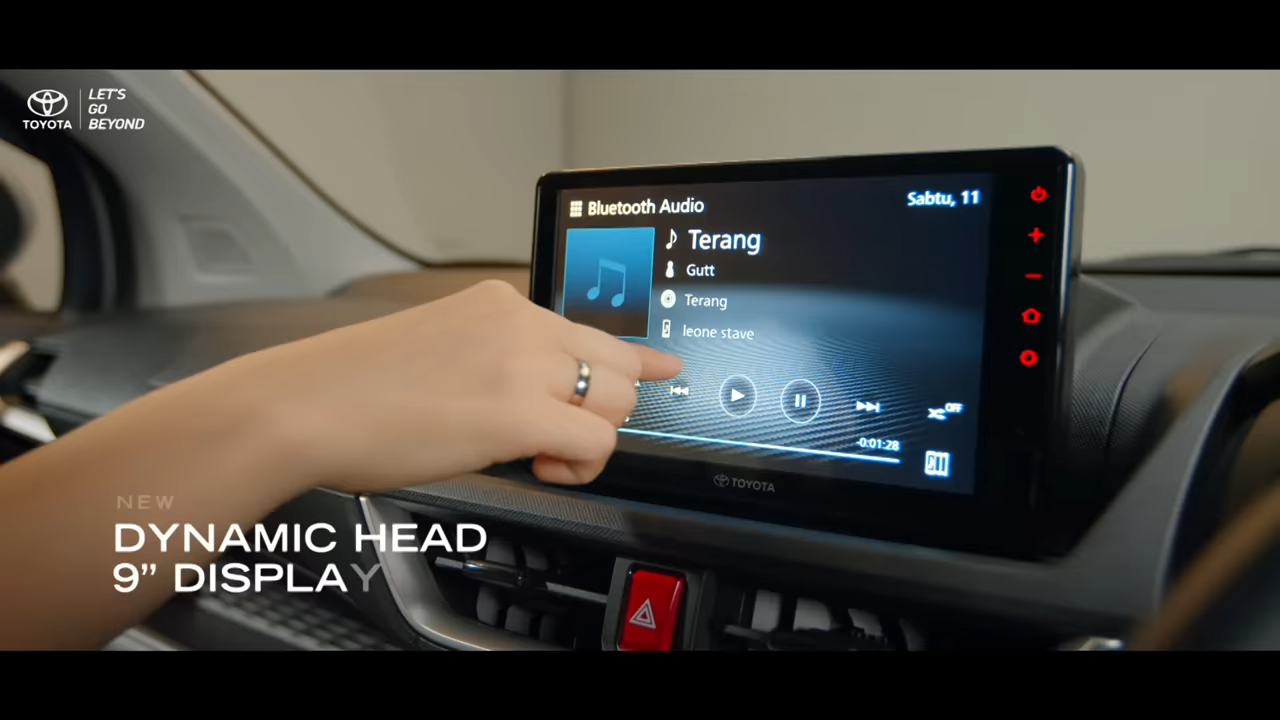 TOYOTA
LET'S
GO
BEYOND
Bluetooth Audio
Sabtu, 11
Terang
Gutt
Terang
leone stave
OFF
-0:01:28
TOYOTA
NEW
DYNAMIC HEAD
9” DISPLAY